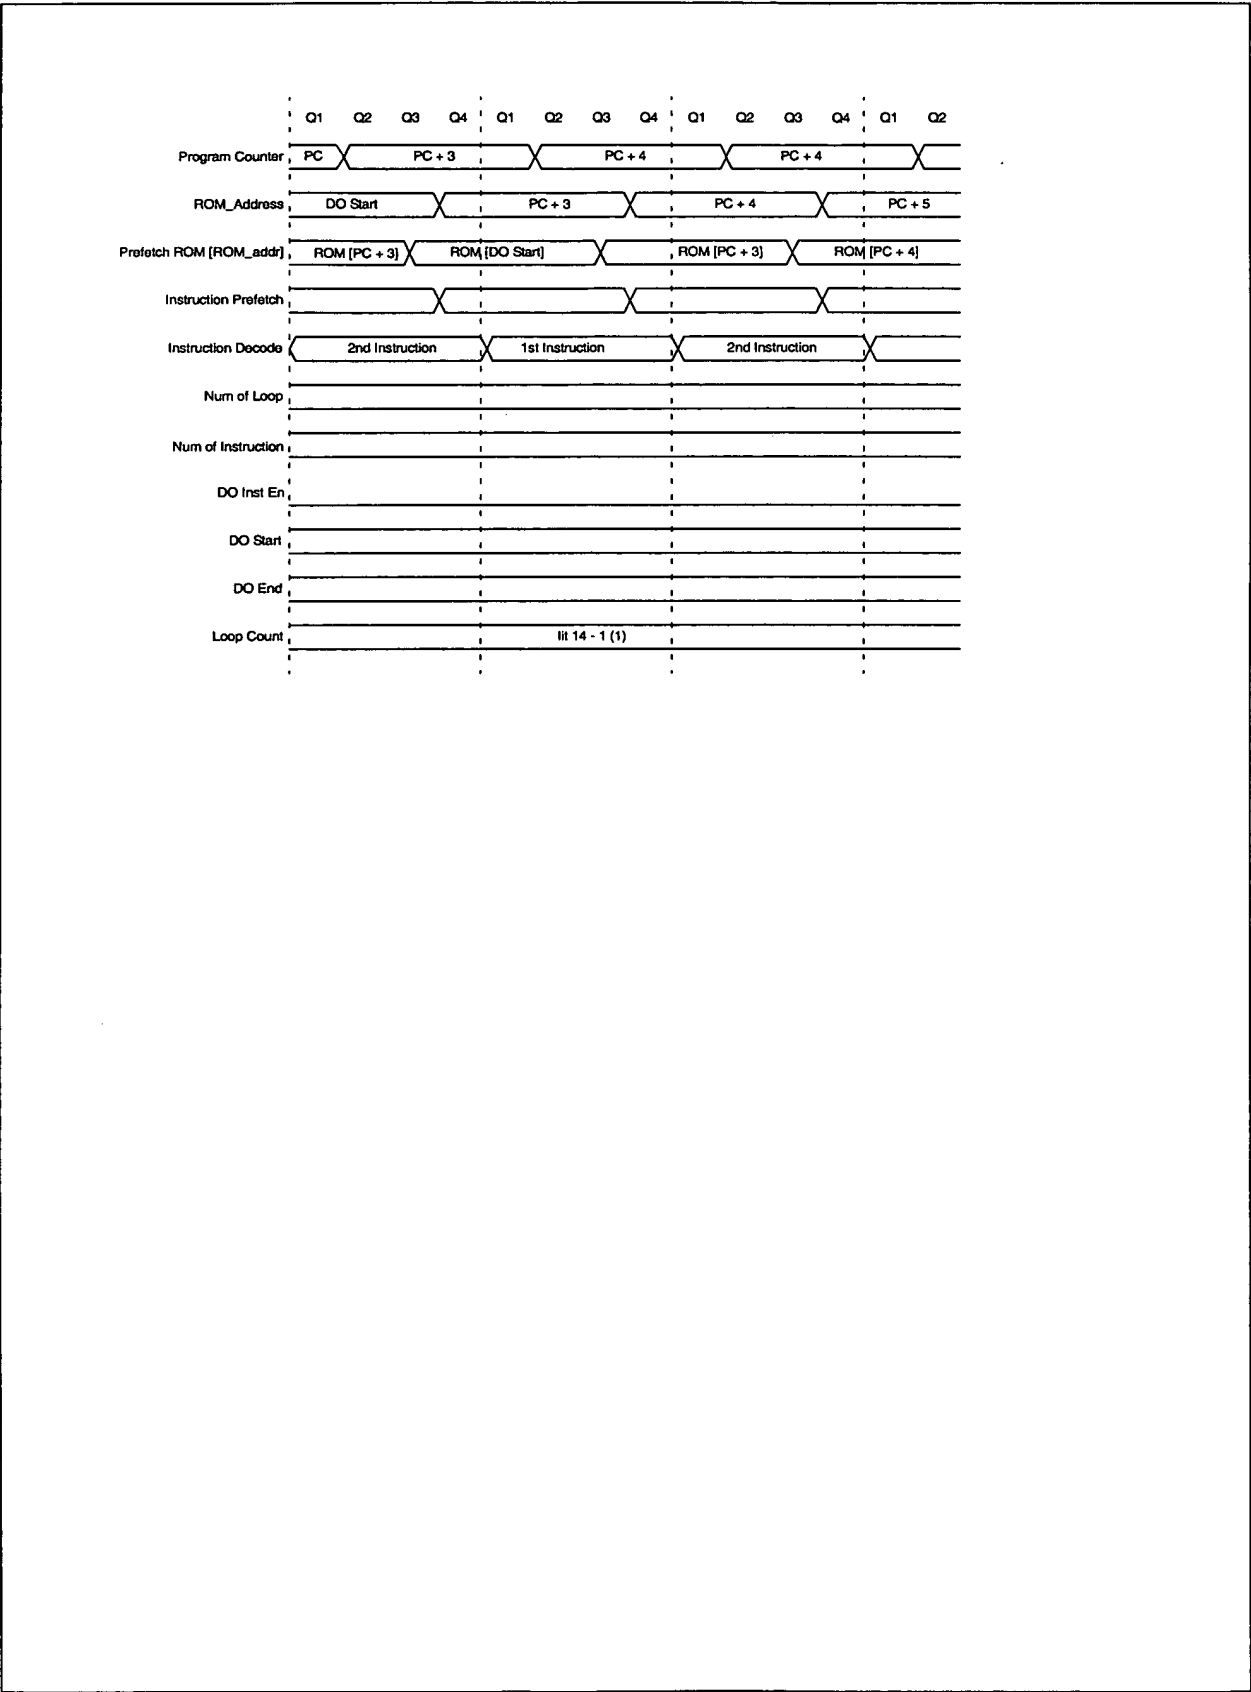 Q1 Q2 Q3 Q4 Q1 Q2 Q3 Q4 Q1 Q2 Q3 Q4 Q1 Q2
Program Counter PC PC + 3 PC + 4 PC + 4
ROM_Address DO Start PC + 3 PC + 4 PC + 5
Prefetch ROM [ROM_addr] ROM [PC + 3] ROM [DO Start] ROM [PC + 3] ROM [PC + 4]
Instruction Prefetch
Instruction Decode 2nd Instruction 1st Instruction 2nd Instruction
Num of Loop
Num of Instruction
DO Inst En
DO Start
DO End
Loop Count lit 14 - 1 (1)